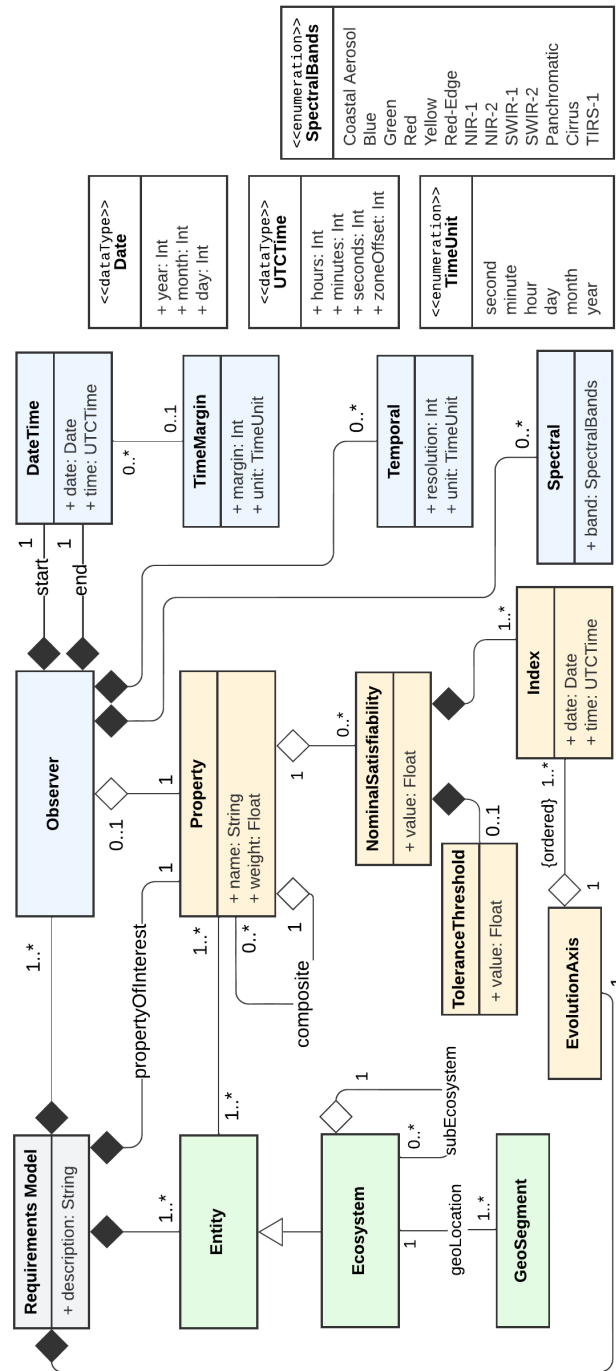 Requirements Model
+ description: String
1..*
Observer
start
1
end
1
DateTime
+ date: Date
+ time: UTCTime
0..*
0..1
TimeMargin
+ margin: Int
+ unit: TimeUnit
0..*
Temporal
+ resolution: Int
+ unit: TimeUnit
0..*
Spectral
+ band: SpectralBands
<<dataType>>
Date
+ year: Int
+ month: Int
+ day: Int
<<dataType>>
UTCTime
+ hours: Int
+ minutes: Int
+ seconds: Int
+ zoneOffset: Int
<<enumeration>>
TimeUnit
second
minute
hour
day
month
year
<<enumeration>>
SpectralBands
Coastal Aerosol
Blue
Green
Red
Yellow
Red-Edge
NIR-1
NIR-2
SWIR-1
SWIR-2
Panchromatic
Cirrus
TIRS-1
propertyOfInterest
1
0..1
1
Property
+ name: String
+ weight: Float
1..*
1..*
0..*
1
composite
1
0..*
NominalSatisfiability
+ value: Float
0..1
ToleranceThreshold
+ value: Float
1..*
Index
+ date: Date
+ time: UTCTime
{ordered}
1..*
1
EvolutionAxis
1
1..*
Entity
Ecosystem
1
0..*
subEcosystem
1
geoLocation
1..*
GeoSegment